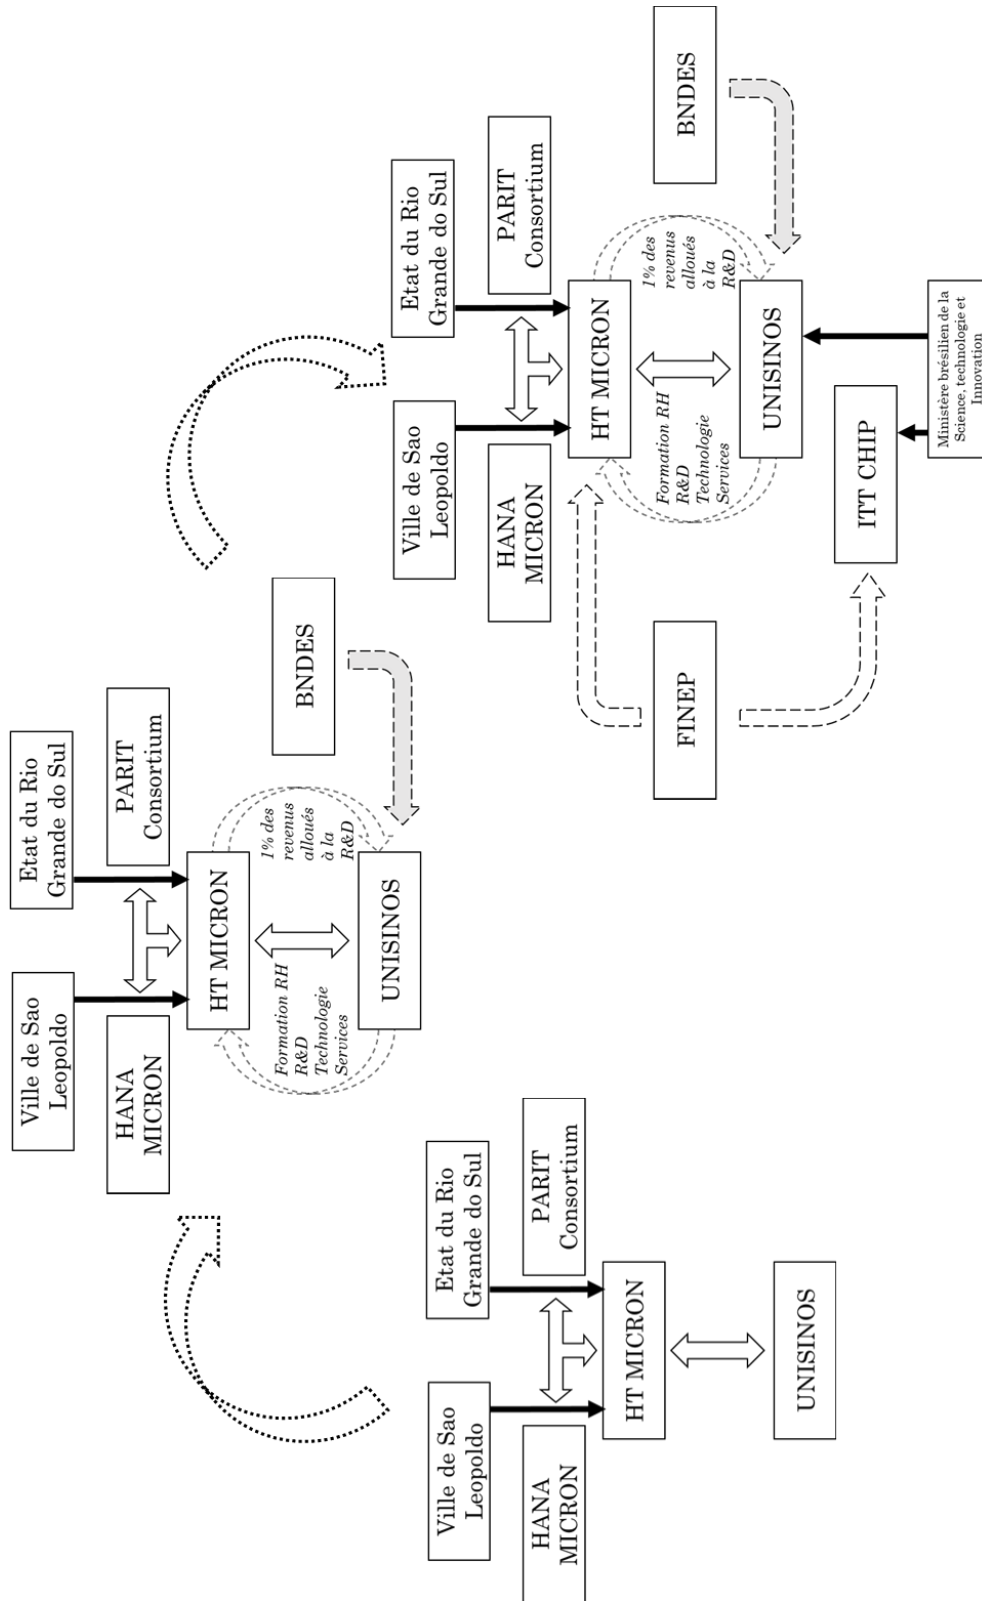 Ville de Sao
Leopoldo
Etat du Rio
Grande do Sul
HANA
MICRON
PARIT
Consortium
HT MICRON
UNISINOS
Ville de Sao
Leopoldo
Etat du Rio
Grande do Sul
HANA
MICRON
PARIT
Consortium
HT MICRON
Formation RH
R&D
Technologie
Services
1% des
revenus
alloués
à la
R&D
BNDES
UNISINOS
Ville de Sao
Leopoldo
Etat du Rio
Grande do Sul
HANA
MICRON
PARIT
Consortium
HT MICRON
Formation RH
R&D
Technologie
Services
1% des
revenus
alloués
à la
R&D
FINEP
BNDES
UNISINOS
ITT CHIP
Ministère brésilien de la
Science, technologie et
Innovation